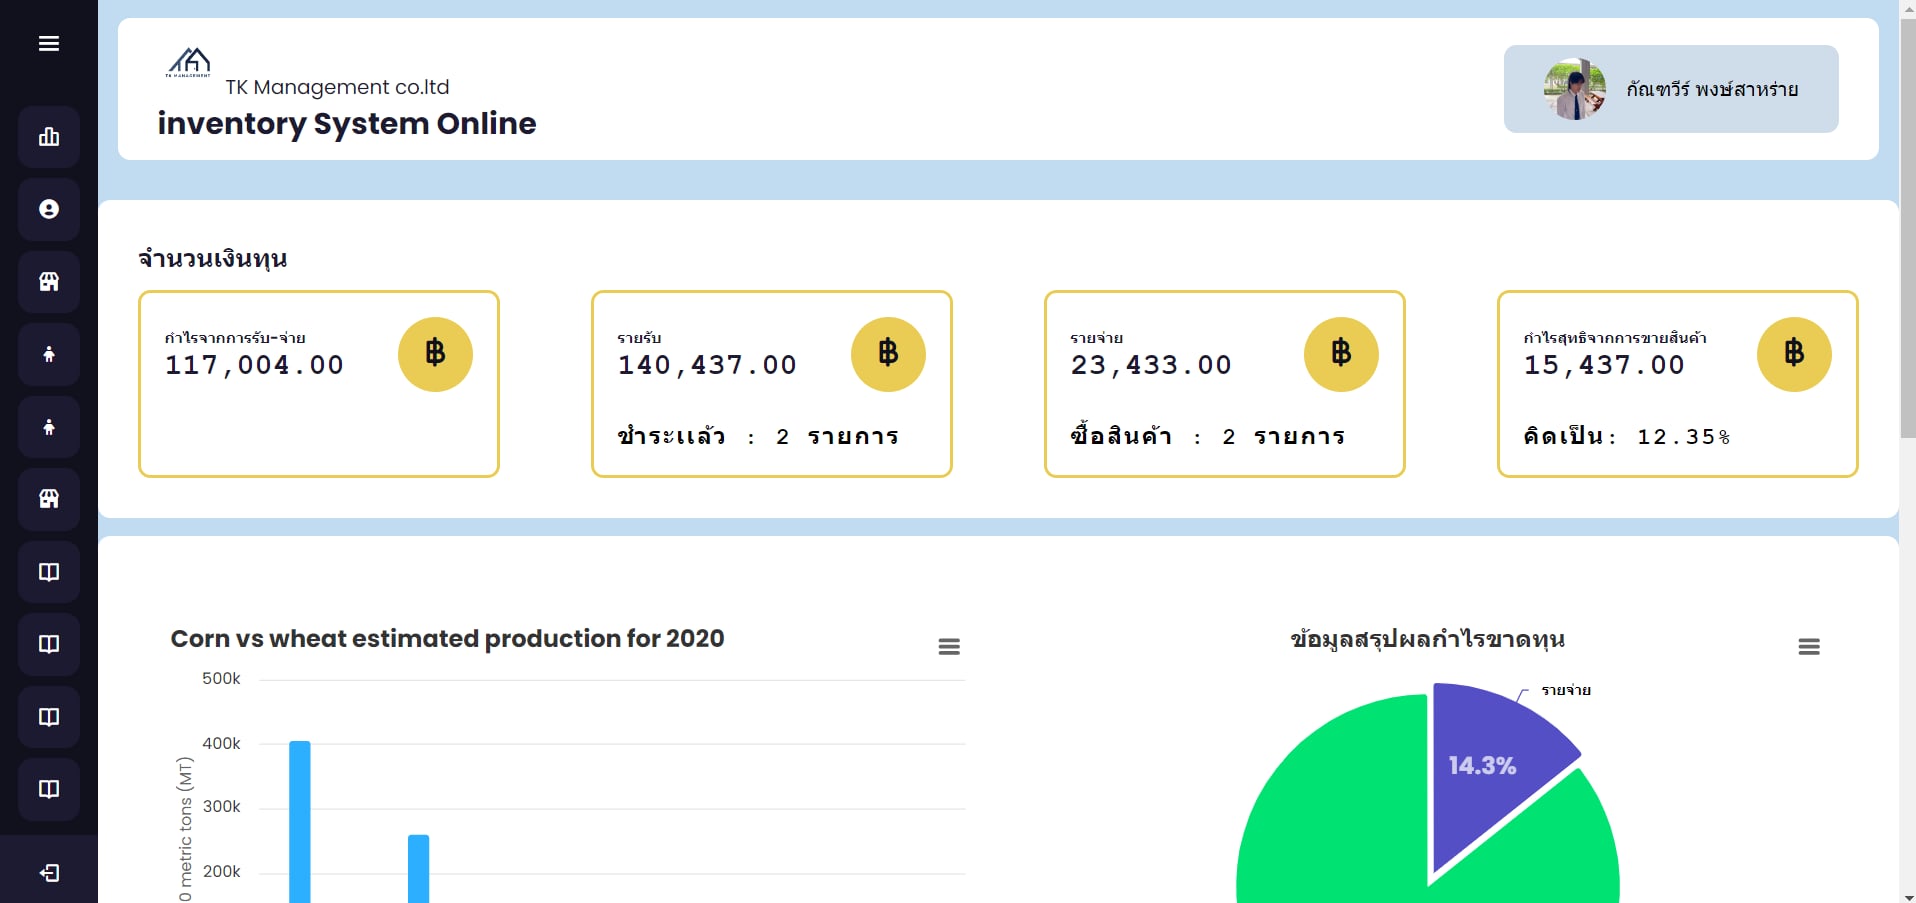 TK MANAGEMENT
TK Management co.ltd
inventory System Online
กัณฑวีร์ พงษ์สาหร่าย
จำนวนเงินทุน
กำไรจากการรับ-จ่าย
117,004.00
฿
รายรับ
140,437.00
฿
ชำระแล้ว : 2 รายการ
รายจ่าย
23,433.00
฿
ซื้อสินค้า : 2 รายการ
กำไรสุทธิจากการขายสินค้า
15,437.00
฿
คิดเป็น: 12.35%
Corn vs wheat estimated production for 2020
500k
400k
300k
200k
0 metric tons (MT)
ข้อมูลสรุปผลกำไรขาดทุน
รายจ่าย
14.3%